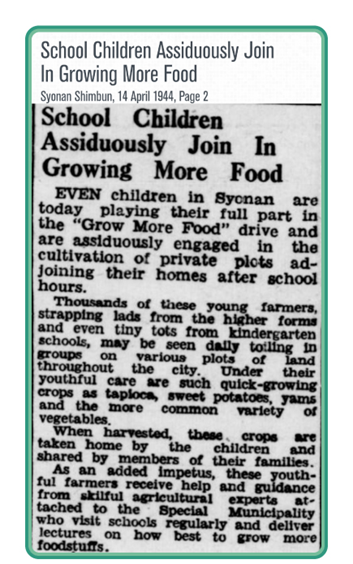 School Children Assiduously Join
In Growing More Food
Syonan Shimbun, 14 April 1944, Page 2
School Children
Assiduously Join In
Growing More Food
EVEN children in Syonan are
today playing their full part in
the "Grow More Food" drive and
are assiduously engaged in the
cultivation of private plots ad-
joining their homes after school
hours.
Thousands of these young farmers,
strapping lads from the higher forms
and even tiny tots from kindergarten
schools, may be seen daily toiling in
groups on various plots of land
throughout the city. Under their
youthful care are such quick-growing
crops as tapioca, sweet potatoes, yams
and the more common variety of
vegetables.
When harvested, these crops are
taken home by the children and
shared by members of their families.
As an added impetus, these youth-
ful farmers receive help and guidance
from skilful agricultural experts at-
tached to the Special Municipality
who visit schools regularly and deliver
lectures on how best to grow more
foodstuffs.